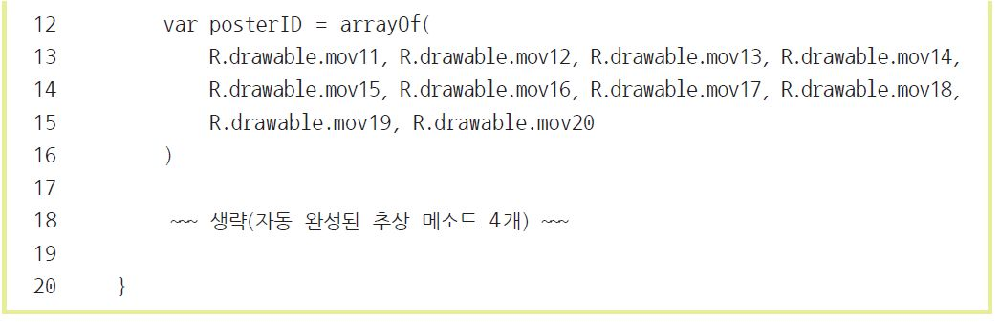 12 var posterID = arrayOf(
13 R.drawable.mov11, R.drawable.mov12, R.drawable.mov13, R.drawable.mov14,
14 R.drawable.mov15, R.drawable.mov16, R.drawable.mov17, R.drawable.mov18,
15 R.drawable.mov19, R.drawable.mov20
16 )
17
18 ~~~ 생략(자동 완성된 추상 메소드 4개) ~~~
19
20 }